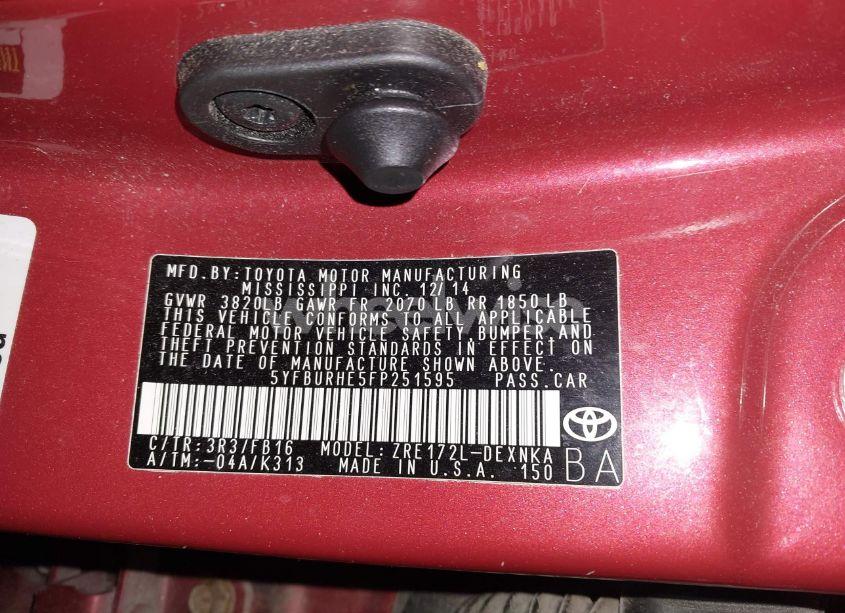 MFD.BY:TOYOTA MOTOR MANUFACTURING
MISSISSIPPI INC. 12/14
GVWR 3820LB GAWR FR 2070 LB RR 1850 LB
THIS VEHICLE CONFORMS TO ALL APPLICABLE
FEDERAL MOTOR VEHICLE SAFETY, BUMPER, AND
THEFT PREVENTION STANDARDS IN EFFECT ON
THE DATE OF MANUFACTURE SHOWN ABOVE.
5YFBURHE5FP251595 PASS.CAR
C/TR:3R37/FB16 MODEL: ZRE172L-DEXNKA
A/TM:-04A/K313 MADE IN U.S.A. 150 BA